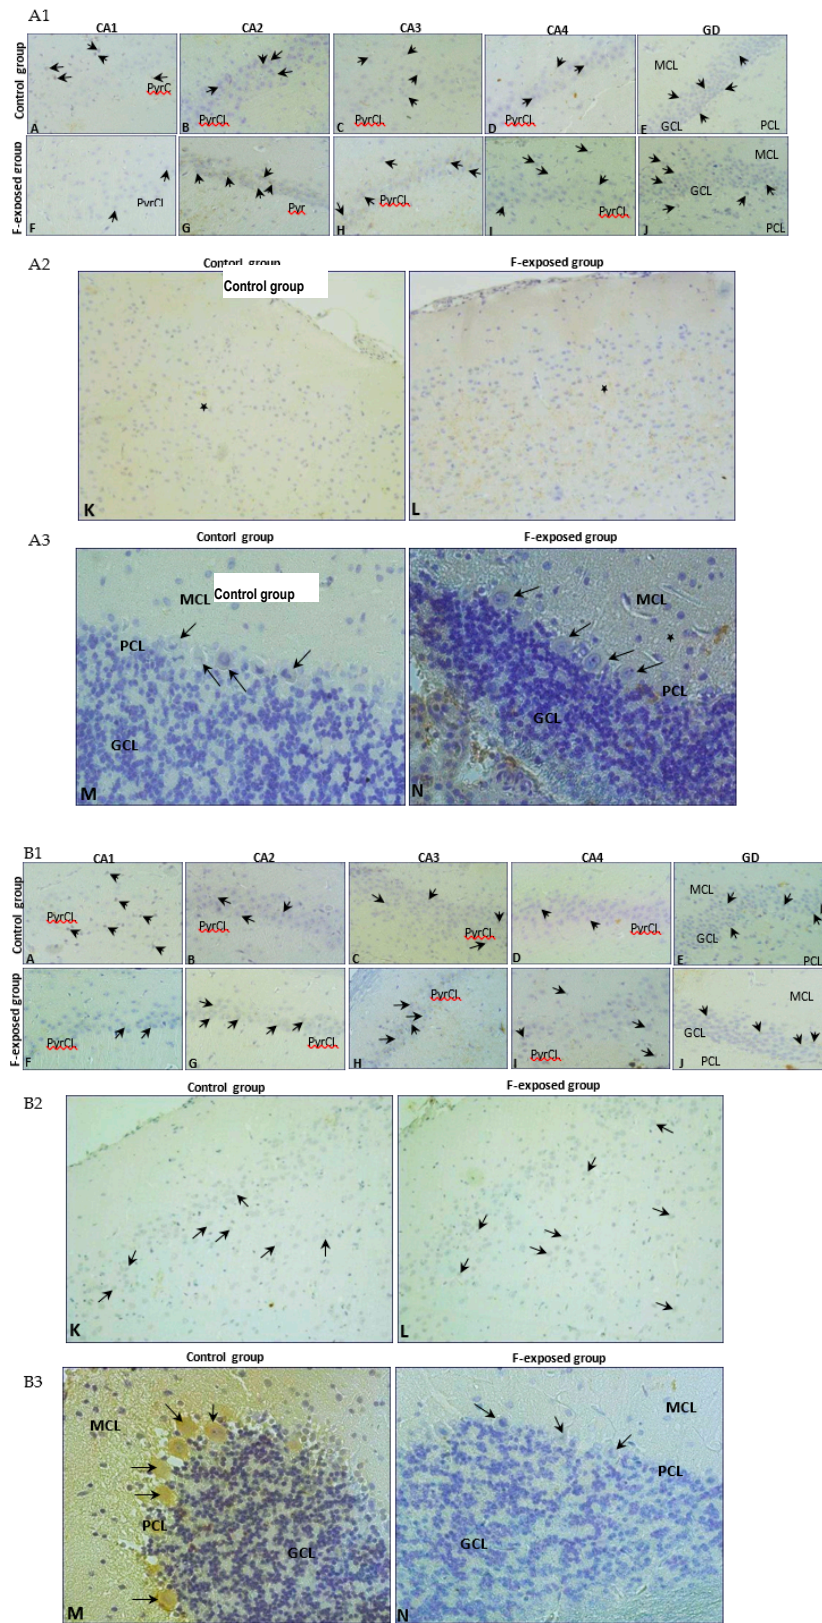 A1
CA1 CA2 CA3 CA4 GD
Control group
PyrC
A
PyrCL
B
PyrCL
C
PyrCL
D
MCL
GCL
PCL
E
F-exposed group
PyrCL
F
Pyr
G
PyrCL
H
PyrCL
I
MCL
GCL
PCL
J
A2
Contorl group F-exposed group
Control group
K
L
A3
Contorl group F-exposed group
Control group
MCL
PCL
GCL
M
MCL
PCL
GCL
N
B1
CA1 CA2 CA3 CA4 GD
Control group
PyrCL
A
PyrCL
B
PyrCL
C
PyrCL
D
MCL
GCL
PCL
E
F-exposed group
PyrCL
F
PyrCL
G
PyrCL
H
PyrCL
I
MCL
GCL
PCL
J
Control group F-exposed group
B2
K
L
Control group F-exposed group
B3
MCL
PCL
GCL
M
MCL
PCL
GCL
N